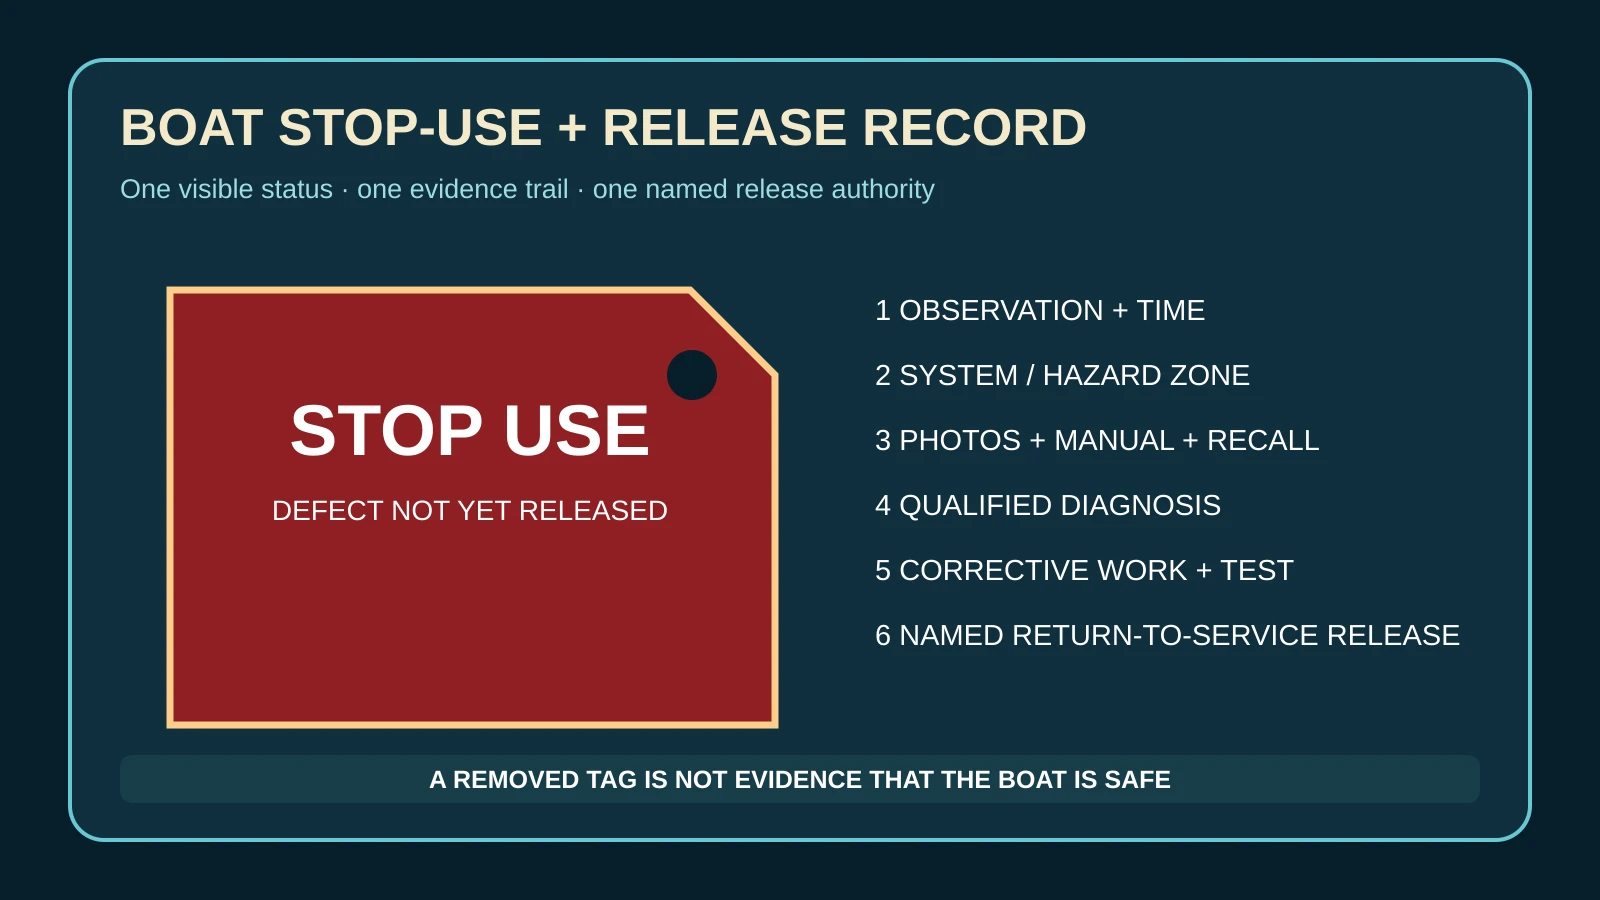 BOAT STOP-USE + RELEASE RECORD
One visible status · one evidence trail · one named release authority
STOP USE
DEFECT NOT YET RELEASED
1 OBSERVATION + TIME
2 SYSTEM / HAZARD ZONE
3 PHOTOS + MANUAL + RECALL
4 QUALIFIED DIAGNOSIS
5 CORRECTIVE WORK + TEST
6 NAMED RETURN-TO-SERVICE RELEASE
A REMOVED TAG IS NOT EVIDENCE THAT THE BOAT IS SAFE